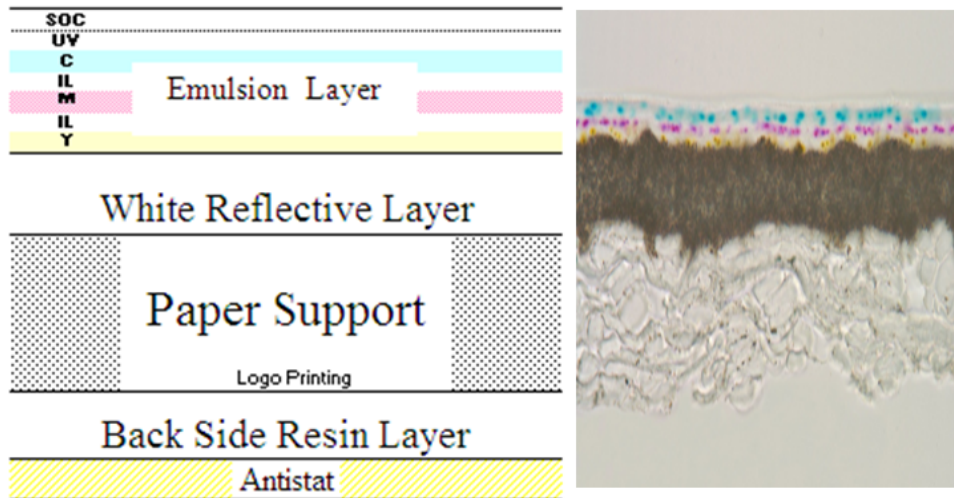 SOC
UV
C
IL
M
IL
Y
Emulsion Layer
White Reflective Layer
Paper Support
Logo Printing
Back Side Resin Layer
Antistat